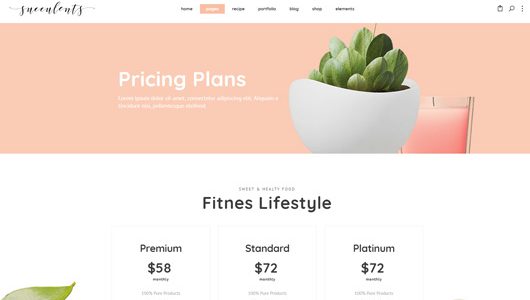 succulents
home pages recipe portfolio blog shop elements
Pricing Plans
Lorem ipsum dolor sit amet, consectetur adipiscing elit. Aliquatera
tincidunt nisi, pellentesque eleifend
SWEET & HEALTY FOOD
Fitnes Lifestyle
Premium Standard Platinum
$58 $72 $72
monthly monthly monthly
100% Pure Products 100% Pure Products 100% Pure Products